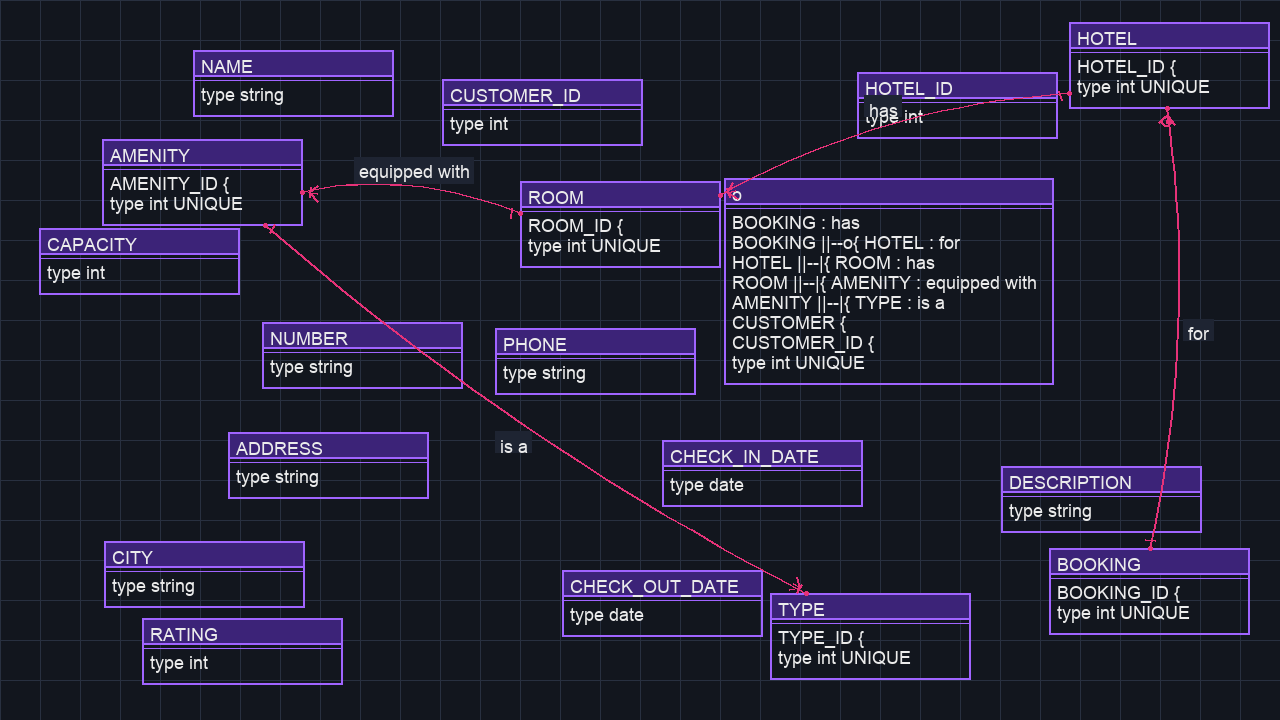 HOTEL
HOTEL_ID {
type int UNIQUE
NAME
type string
CUSTOMER_ID
type int
HOTEL_ID
type int
has
AMENITY
AMENITY_ID {
type int UNIQUE
equipped with
ROOM
ROOM_ID {
type int UNIQUE
o
BOOKING : has
BOOKING ||--o{ HOTEL : for
HOTEL ||--|{ ROOM : has
ROOM ||--|{ AMENITY : equipped with
AMENITY ||--|{ TYPE : is a
CUSTOMER {
CUSTOMER_ID {
type int UNIQUE
CAPACITY
type int
NUMBER
type string
PHONE
type string
for
ADDRESS
type string
is a
CHECK_IN_DATE
type date
DESCRIPTION
type string
CITY
type string
CHECK_OUT_DATE
type date
BOOKING
BOOKING_ID {
type int UNIQUE
TYPE
TYPE_ID {
type int UNIQUE
RATING
type int